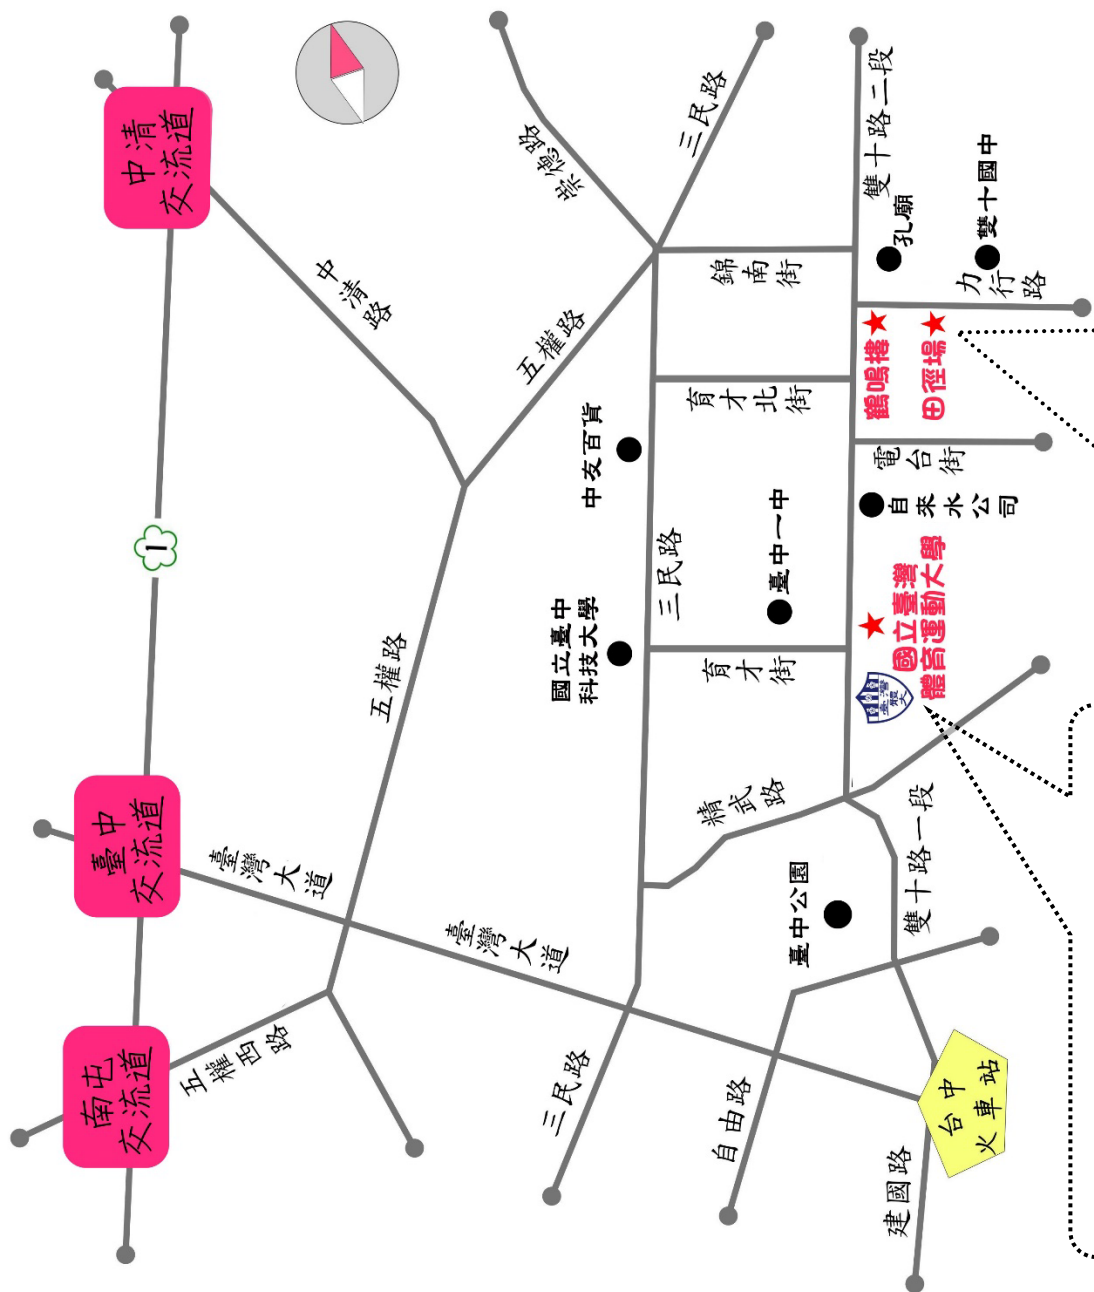 南屯
交流道
臺中
交流道
中清
交流道
1
五權西路
臺灣大道
五權路
中清路
臺灣大道
三民路
國立臺中
科技大學
中友百貨
五權路
崇德路
三民路
三民路
自由路
精武路
育才街
臺中一中
育才北街
錦南街
臺中公園
建國路
台中
火車站
雙十路一段
臺灣體大
國立臺灣
體育運動大學
自來水公司
電台街
鶴鳴樓
田徑場
孔廟
雙十路二段
力行路
雙十國中